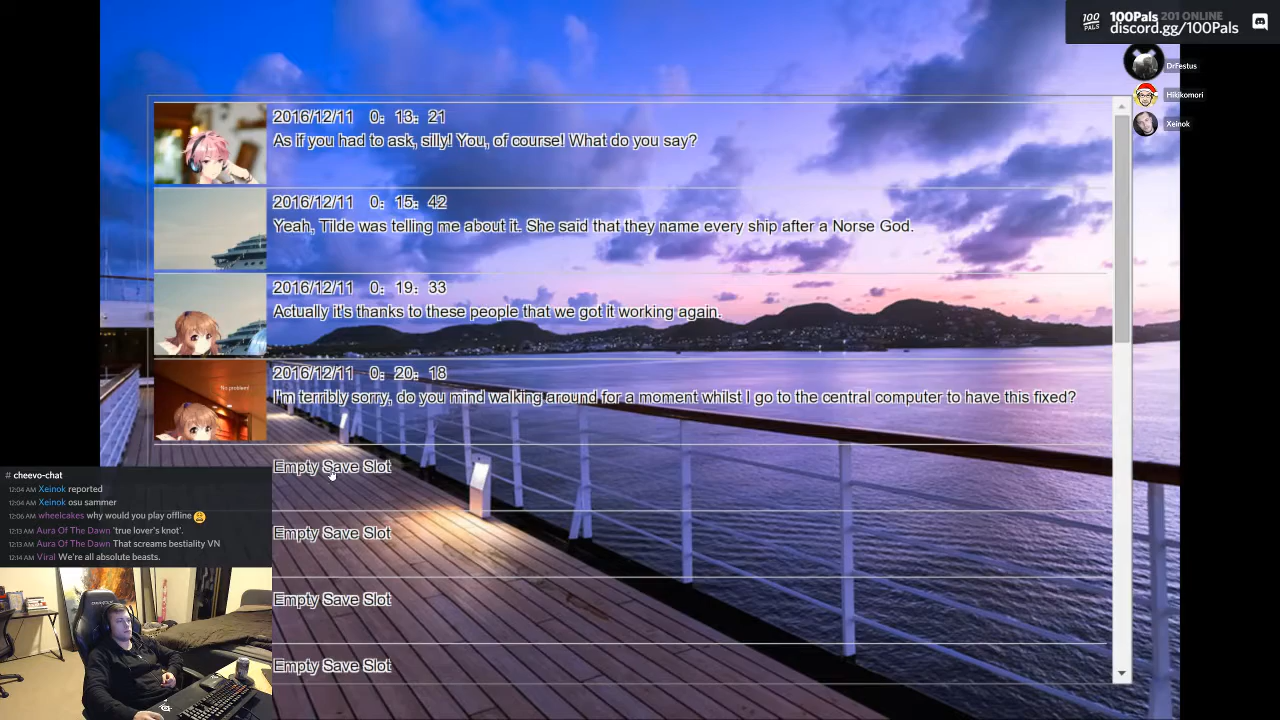 100
PALS
100Pals 201 ONLINE
discord.gg/100Pals
DrFestus
Hikikomori
Xeinok
2016/12/11 0: 13: 21
As if you had to ask, silly! You, of course! What do you say?
2016/12/11 0: 15: 42
Yeah, Tilde was telling me about it. She said that they name every ship after a Norse God.
2016/12/11 0: 19: 33
Actually it's thanks to these people that we got it working again.
2016/12/11 0: 20: 18
I'm terribly sorry, do you mind walking around for a moment whilst I go to the central computer to have this fixed?
No problem!
Empty Save Slot
Empty Save Slot
Empty Save Slot
Empty Save Slot
# cheevo-chat
12:04 AM Xeinok reported
12:04 AM Xeinok osu sammer
12:06 AM wheelcakes why would you play offline
12:13 AM Aura Of The Dawn 'true lover's knot'.
12:13 AM Aura Of The Dawn That screams bestiality VN
12:14 AM Viral We're all absolute beasts.